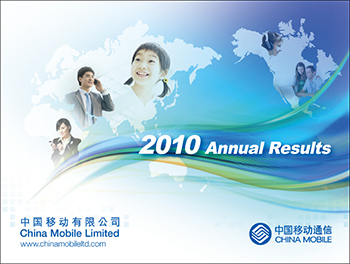 2010 Annual Results
中国移动有限公司
China Mobile Limited
www.chinamobileltd.com
中国移动通信
CHINA MOBILE